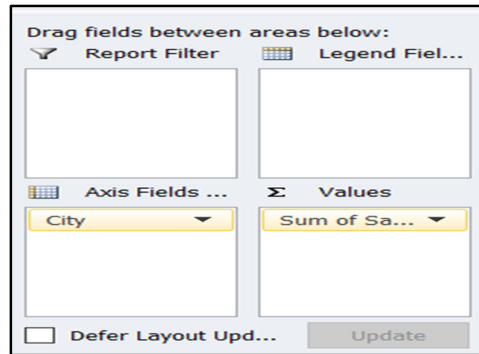 Drag fields between areas below:
Report Filter Legend Fiel...
Axis Fields ... Σ Values
City Sum of Sa...
Defer Layout Upd... Update